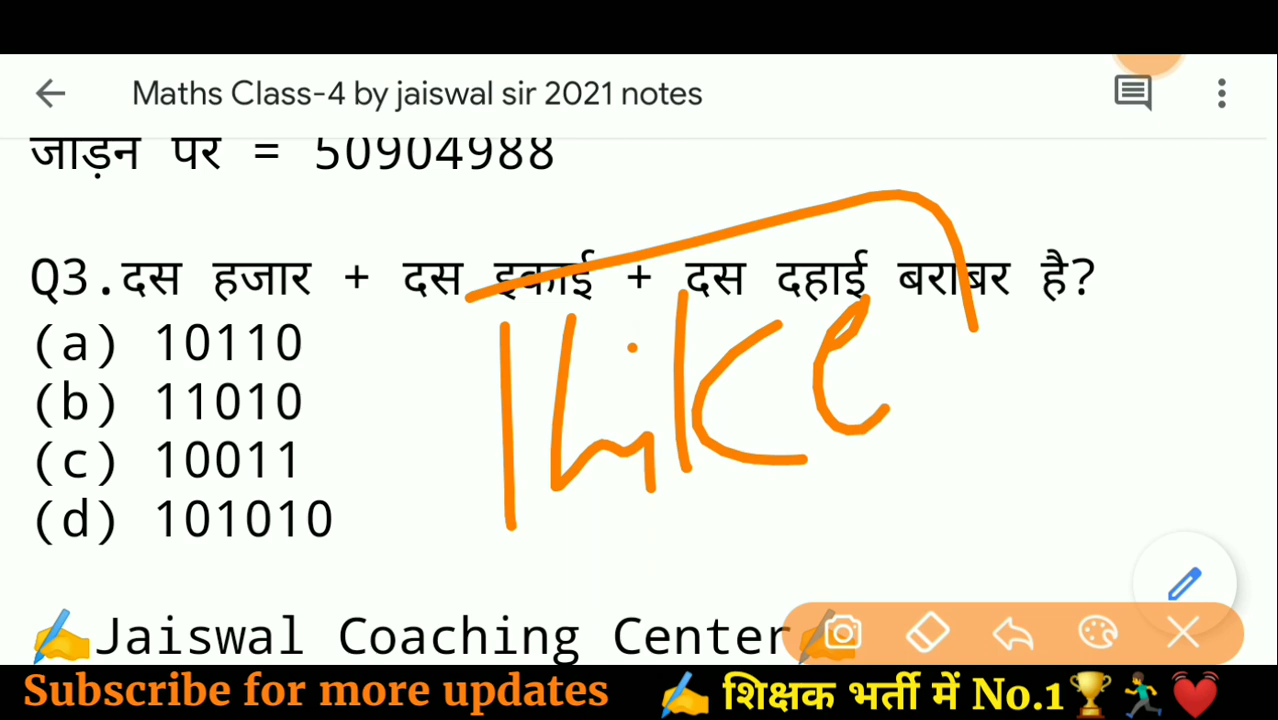 Maths Class-4 by jaiswal sir 2021 notes
जोड़ने पर = 50904988
Q3.दस हजार + दस इकाई + दस दहाई बराबर है?
(a) 10110
(b) 11010
(c) 10011
(d) 101010
✍️Jaiswal Coaching Center✍️
Subscribe for more updates ✍️ शिक्षक भर्ती में No.1🏆🏃‍♂️💓